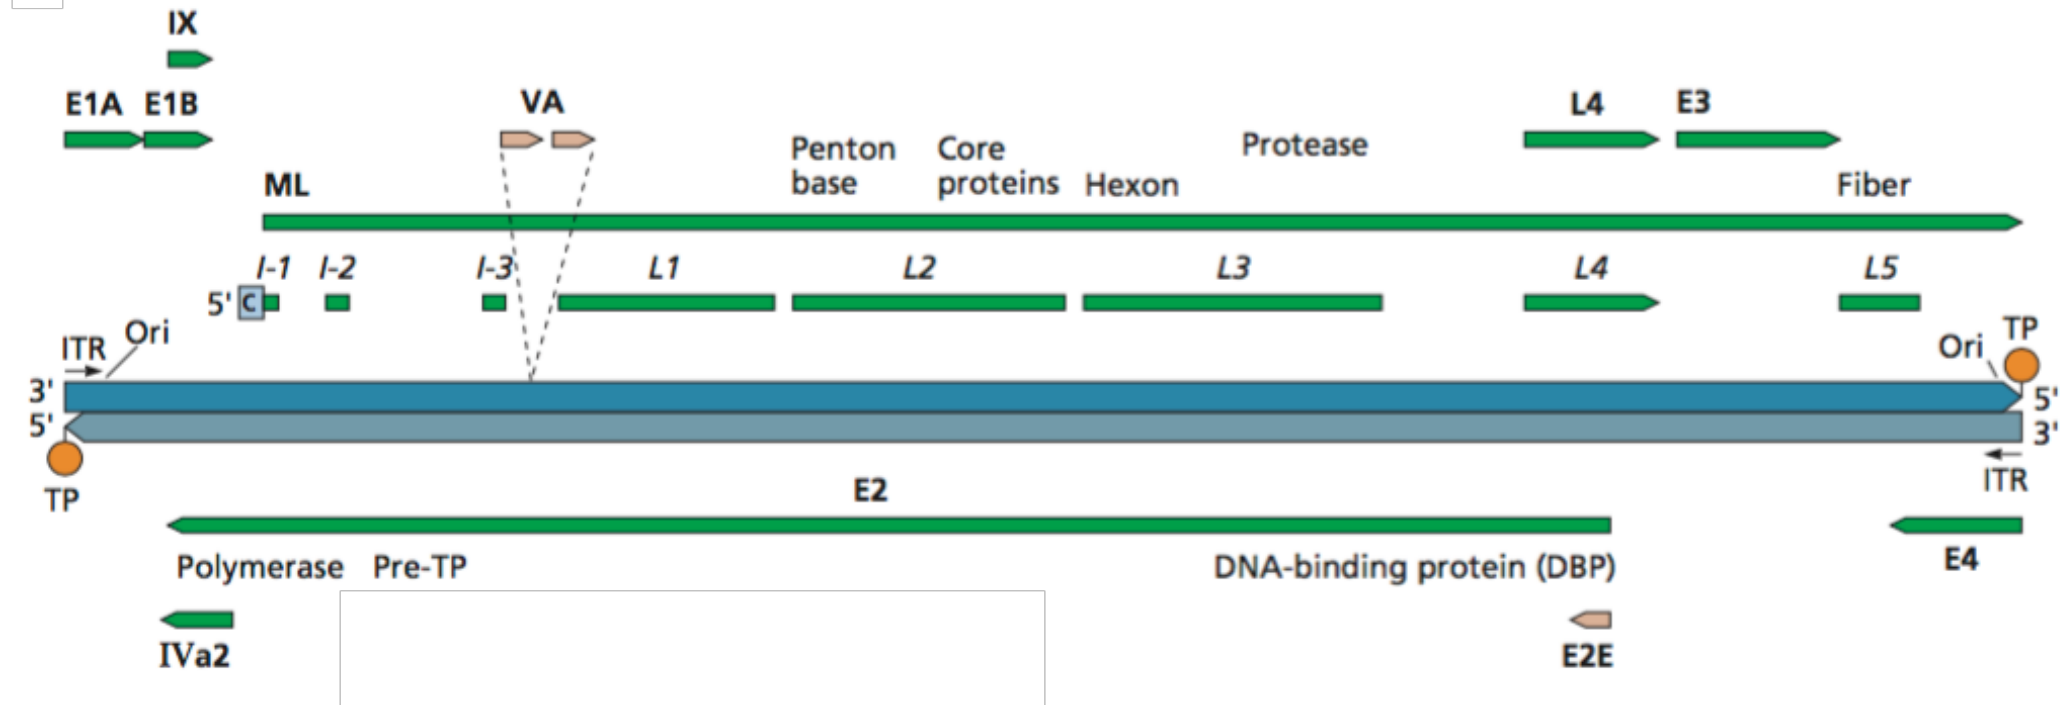 IX
E1A E1B
VA
L4 E3
Penton base
Core proteins
Hexon
Protease
Fiber
ML
l-1 l-2 l-3 L1 L2 L3 L4 L5
5' C
ITR Ori
Ori TP
3' 5'
5' 3'
TP
ITR
E2
Polymerase Pre-TP DNA-binding protein (DBP)
E4
IVa2 E2E